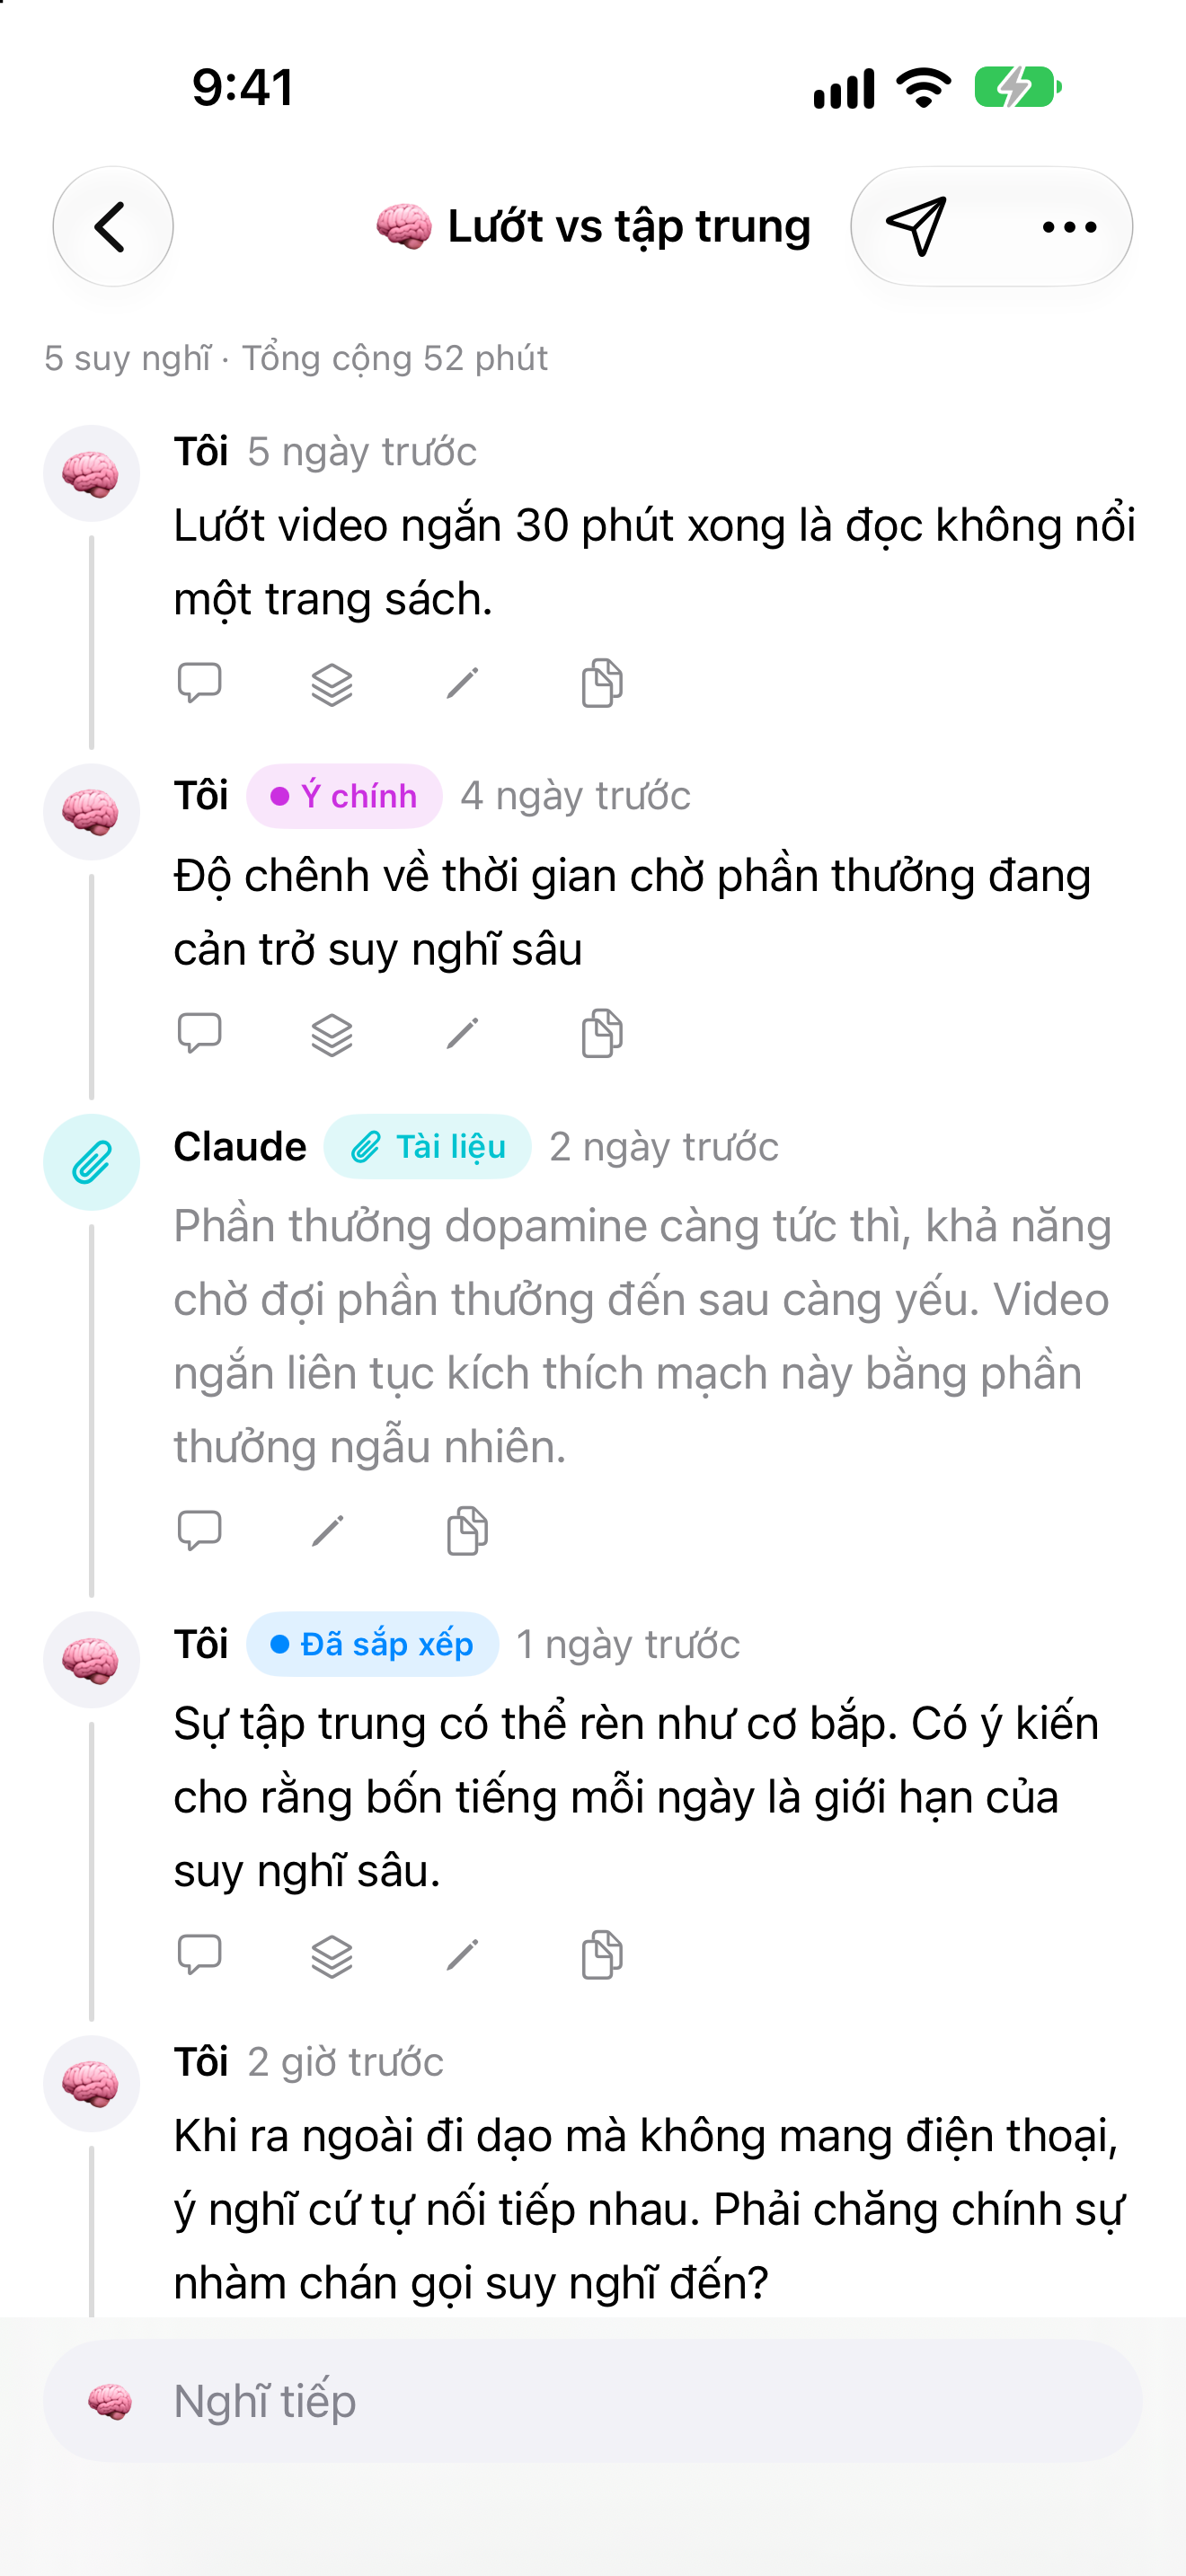 9:41
🧠 Lướt vs tập trung
5 suy nghĩ · Tổng cộng 52 phút
Tôi 5 ngày trước
Lướt video ngắn 30 phút xong là đọc không nổi
một trang sách.
Tôi Ý chính 4 ngày trước
Độ chênh về thời gian chờ phần thưởng đang
cản trở suy nghĩ sâu
Claude Tài liệu 2 ngày trước
Phần thưởng dopamine càng tức thì, khả năng
chờ đợi phần thưởng đến sau càng yếu. Video
ngắn liên tục kích thích mạch này bằng phần
thưởng ngẫu nhiên.
Tôi Đã sắp xếp 1 ngày trước
Sự tập trung có thể rèn như cơ bắp. Có ý kiến
cho rằng bốn tiếng mỗi ngày là giới hạn của
suy nghĩ sâu.
Tôi 2 giờ trước
Khi ra ngoài đi dạo mà không mang điện thoại,
ý nghĩ cứ tự nối tiếp nhau. Phải chăng chính sự
nhàm chán gọi suy nghĩ đến?
Nghĩ tiếp